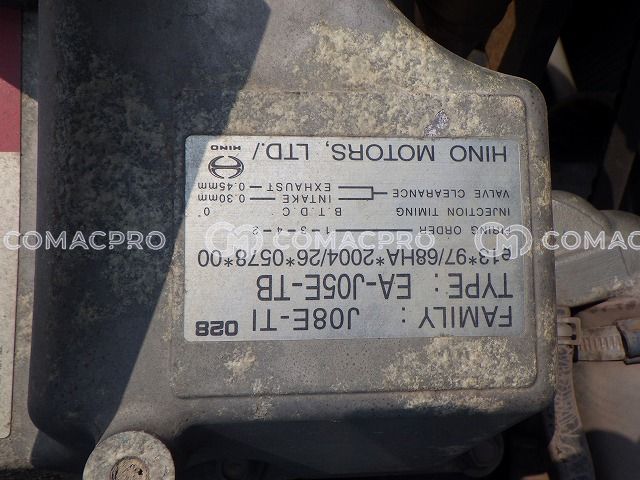 FAMILY : J08E-TI 028
TYPE : EA-J05E-TB
*97/68HA*2004/26*0578*00
FIRING ORDER 1-3-4-2
INJECTION TIMING B.T.D.C 0°
VALVE CLEARANCE INTAKE - 0.30mm
EXHAUST - 0.45mm
HINO MOTORS, LTD./
HINO
COMACPRO
COMACPRO
COMACPRO